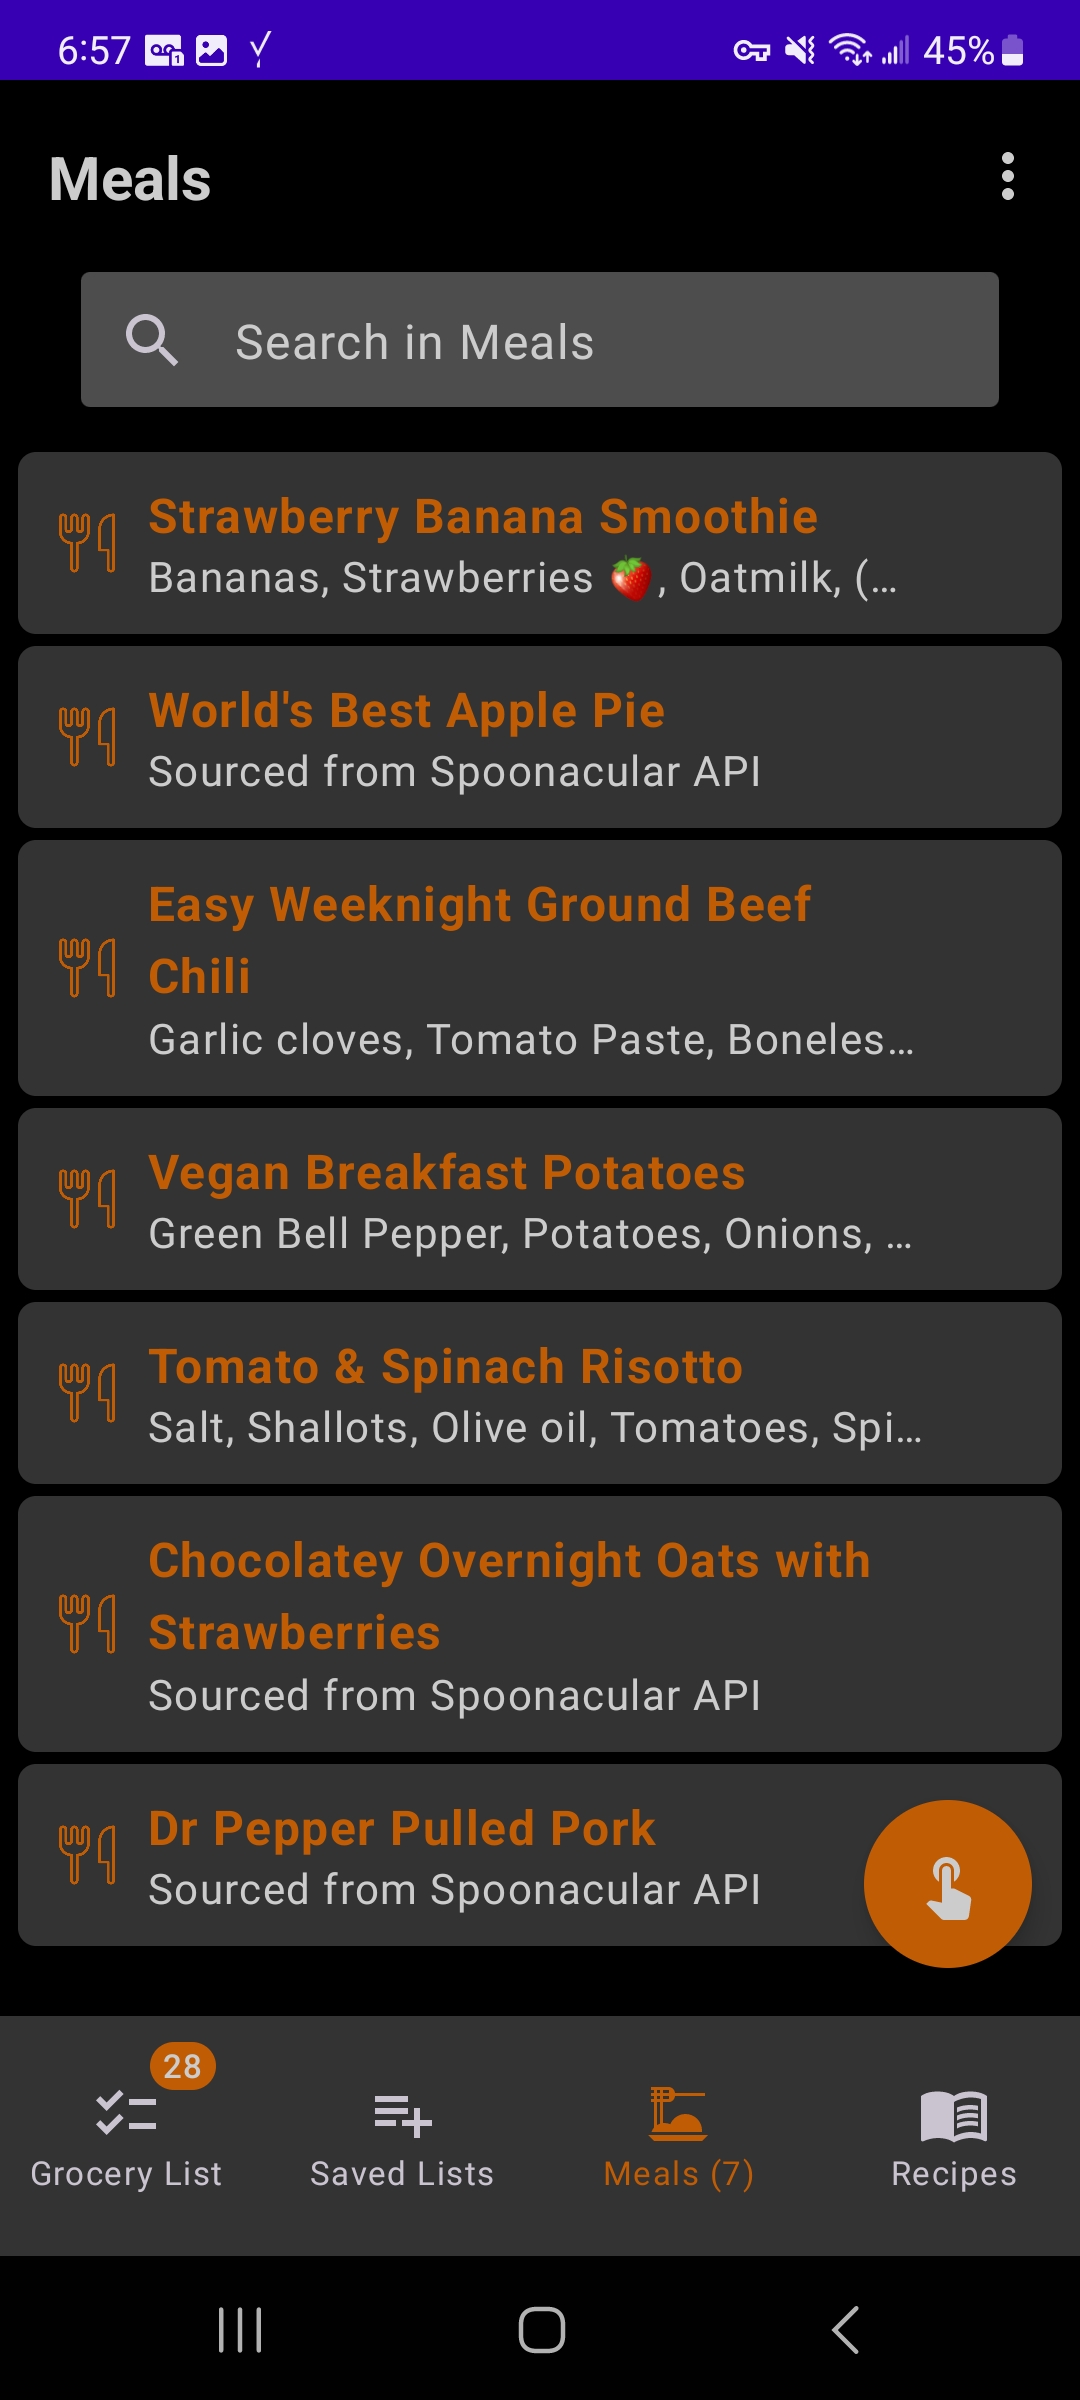 6:57
45%
Meals
Search in Meals
Strawberry Banana Smoothie
Bananas, Strawberries 🍓, Oatmilk, (…
World's Best Apple Pie
Sourced from Spoonacular API
Easy Weeknight Ground Beef
Chili
Garlic cloves, Tomato Paste, Boneles…
Vegan Breakfast Potatoes
Green Bell Pepper, Potatoes, Onions, …
Tomato & Spinach Risotto
Salt, Shallots, Olive oil, Tomatoes, Spi…
Chocolatey Overnight Oats with
Strawberries
Sourced from Spoonacular API
Dr Pepper Pulled Pork
Sourced from Spoonacular API
28
Grocery List
Saved Lists
Meals (7)
Recipes